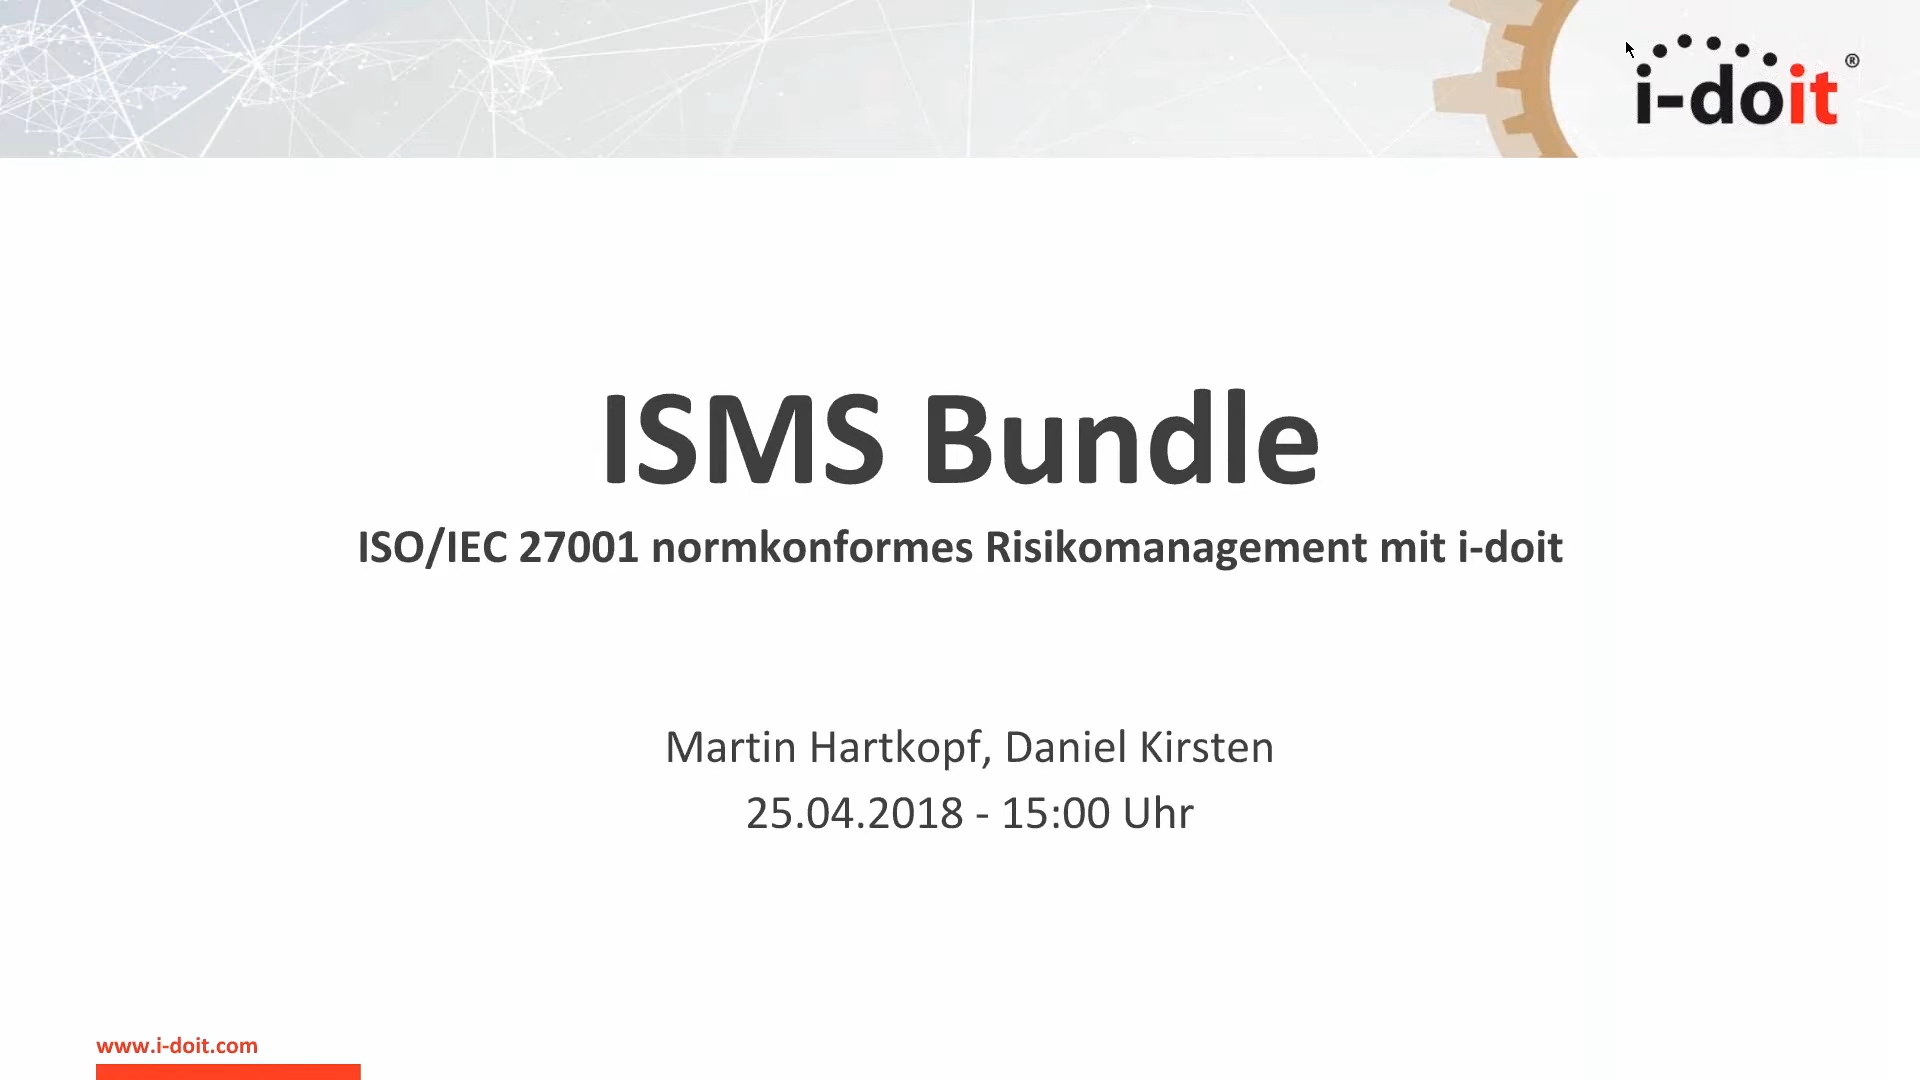 i-doit®
ISMS Bundle
ISO/IEC 27001 normkonformes Risikomanagement mit i-doit
Martin Hartkopf, Daniel Kirsten
25.04.2018 - 15:00 Uhr
www.i-doit.com